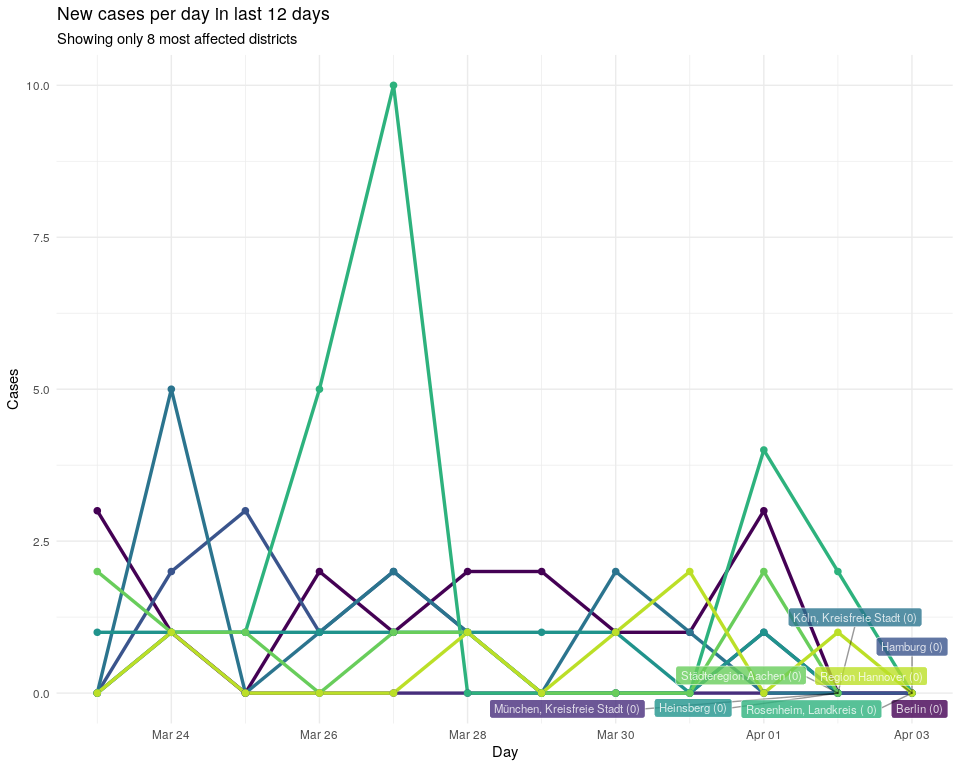 New cases per day in last 12 days
Showing only 8 most affected districts
10.0
7.5
5.0
2.5
0.0
Cases
Köln, Kreisfreie Stadt (0)
Hamburg (0)
Städteregion Aachen (0)
Region Hannover (0)
München, Kreisfreie Stadt (0)
Heinsberg (0)
Rosenheim, Landkreis ( 0)
Berlin (0)
Mar 24
Mar 26
Mar 28
Mar 30
Apr 01
Apr 03
Day